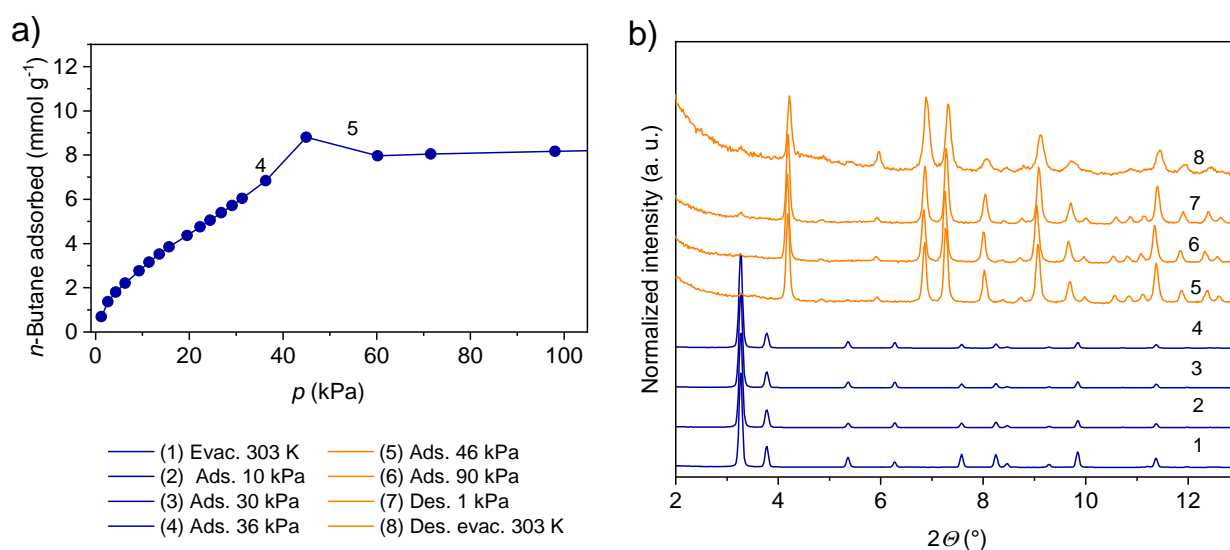 a)
n-Butane adsorbed (mmol g⁻¹)
12
10
8
6
4
2
0
5
4
0 20 40 60 80 100
p (kPa)
(1) Evac. 303 K
(2) Ads. 10 kPa
(3) Ads. 30 kPa
(4) Ads. 36 kPa
(5) Ads. 46 kPa
(6) Ads. 90 kPa
(7) Des. 1 kPa
(8) Des. evac. 303 K
b)
Normalized intensity (a. u.)
8
7
6
5
4
3
2
1
2 4 6 8 10 12
2Θ (°)